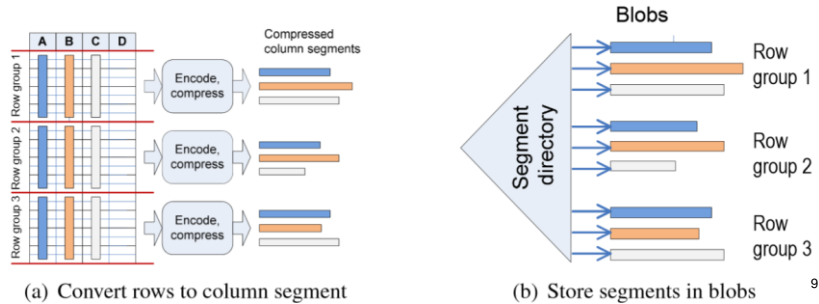 A B C D
Compressed
column segments
Row group 1
Encode,
compress
Row group 2
Encode,
compress
Row group 3
Encode,
compress
(a) Convert rows to column segment
Blobs
Segment
directory
Row
group 1
Row
group 2
Row
group 3
(b) Store segments in blobs
9